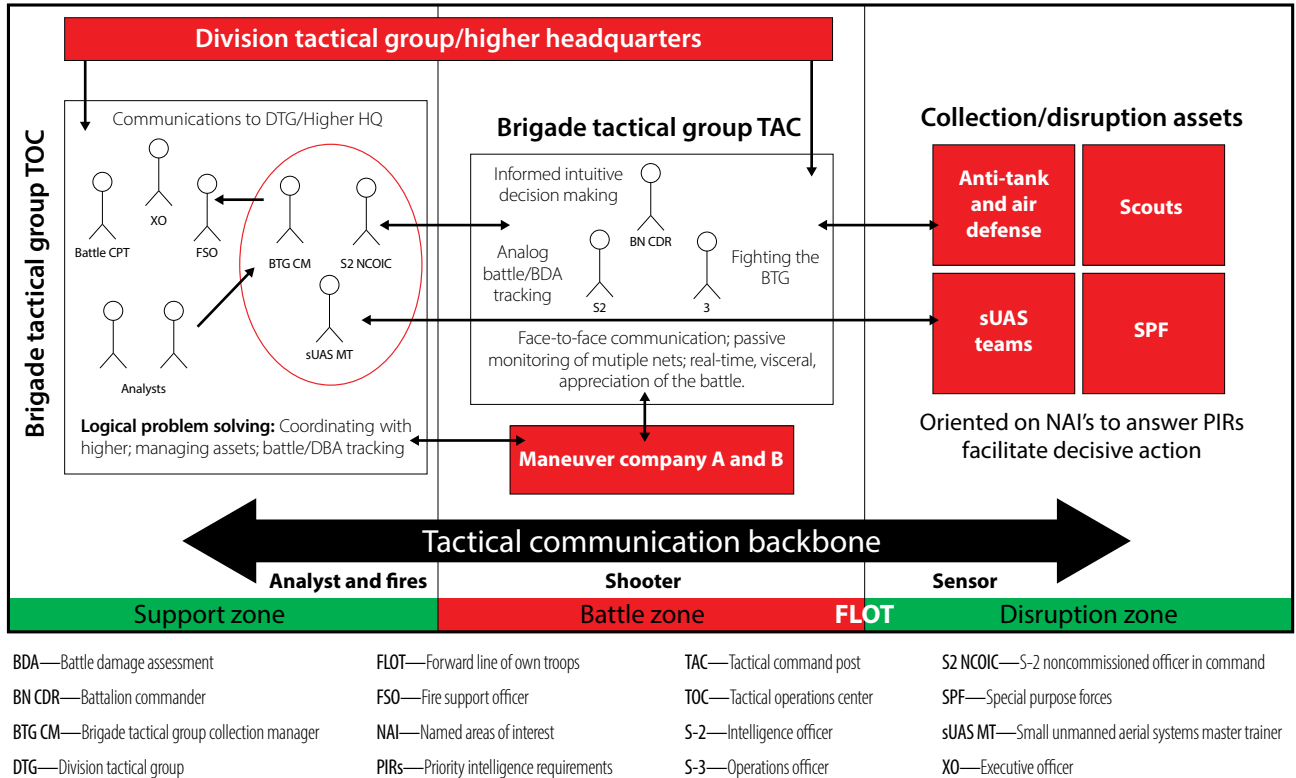 Division tactical group/higher headquarters
Brigade tactical group TOC
Communications to DTG/Higher HQ
XO
Battle CPT
FSO
BTG CM
S2 NCOIC
sUAS MT
Analysts
Logical problem solving: Coordinating with
higher; managing assets; battle/DBA tracking
Brigade tactical group TAC
Informed intuitive
decision making
BN CDR
Analog
battle/BDA
tracking
S2
3
Fighting the
BTG
Face-to-face communication; passive
monitoring of mutiple nets; real-time, visceral,
appreciation of the battle.
Maneuver company A and B
Collection/disruption assets
Anti-tank
and air
defense
Scouts
sUAS
teams
SPF
Oriented on NAI's to answer PIRs
facilitate decisive action
Tactical communication backbone
Analyst and fires
Shooter
Sensor
Support zone
Battle zone
FLOT
Disruption zone
BDA—Battle damage assessment
BN CDR—Battalion commander
BTG CM—Brigade tactical group collection manager
DTG—Division tactical group
FLOT—Forward line of own troops
FSO—Fire support officer
NAI—Named areas of interest
PIRs—Priority intelligence requirements
TAC—Tactical command post
TOC—Tactical operations center
S-2—Intelligence officer
S-3—Operations officer
S2 NCOIC—S-2 noncommissioned officer in command
SPF—Special purpose forces
sUAS MT—Small unmanned aerial systems master trainer
XO—Executive officer